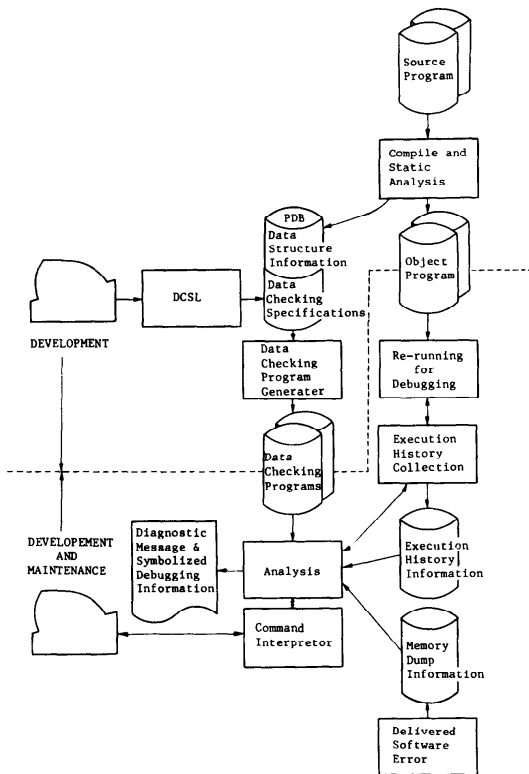 Source
Program
Compile and
Static
Analysis
PDB
Data
Structure
Information
Data
Checking
Specifications
Object
Program
DCSL
DEVELOPMENT
Data
Checking
Program
Generater
Re-running
for
Debugging
Data
Checking
Programs
Execution
History
Collection
DEVELOPEMENT
AND
MAINTENANCE
Diagnostic
Message &
Symbolized
Debugging
Information
Analysis
Execution
History
Information
Command
Interpretor
Memory
Dump
Information
Delivered
Software
Error